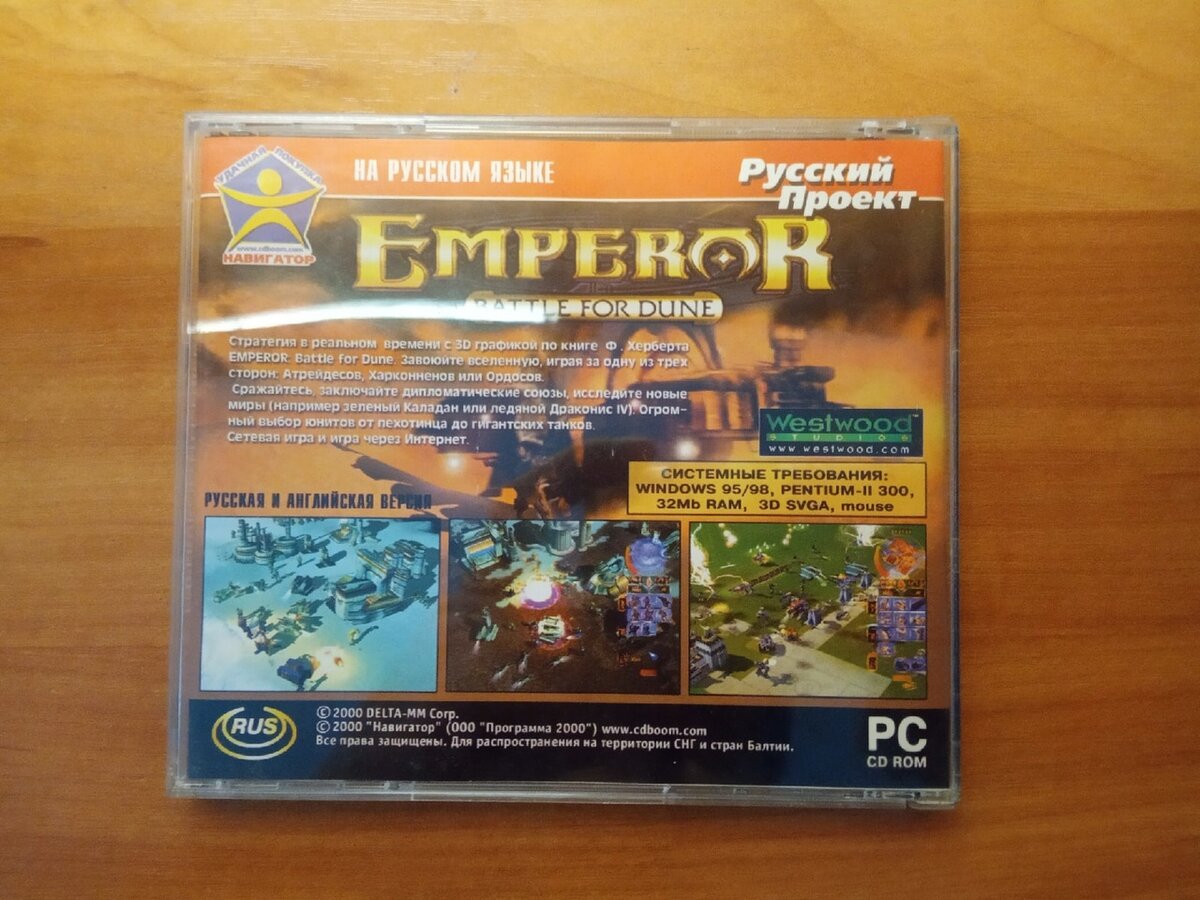 УДАЧНАЯ ПОКУПКА
www.cdboom.com
НАВИГАТОР
НА РУССКОМ ЯЗЫКЕ
Русский
Проект
EMPEROR
BATTLE FOR DUNE
Стратегия в реальном времени с 3D графикой по книге Ф. Херберта
EMPEROR: Battle for Dune. Завоюйте вселенную, играя за одну из трех
сторон: Атрейдесов, Харконненов или Ордосов.
Сражайтесь, заключайте дипломатические союзы, исследйте новые
миры (например зеленый Каладан или ледяной Драконис IV). Огром-
ный выбор юнитов от пехотинца до гигантских танков.
Сетевая игра и игра через Интернет.
Westwood™
STUDIOS
www.westwood.com
СИСТЕМНЫЕ ТРЕБОВАНИЯ:
WINDOWS 95/98, PENTIUM-II 300,
32Mb RAM, 3D SVGA, mouse
РУССКАЯ И АНГЛИЙСКАЯ ВЕРСИЯ
RUS
© 2000 DELTA-MM Corp.
© 2000 "Навигатор" (ООО "Программа 2000") www.cdboom.com
Все права защищены. Для распространения на территории СНГ и стран Балтии.
PC
CD ROM